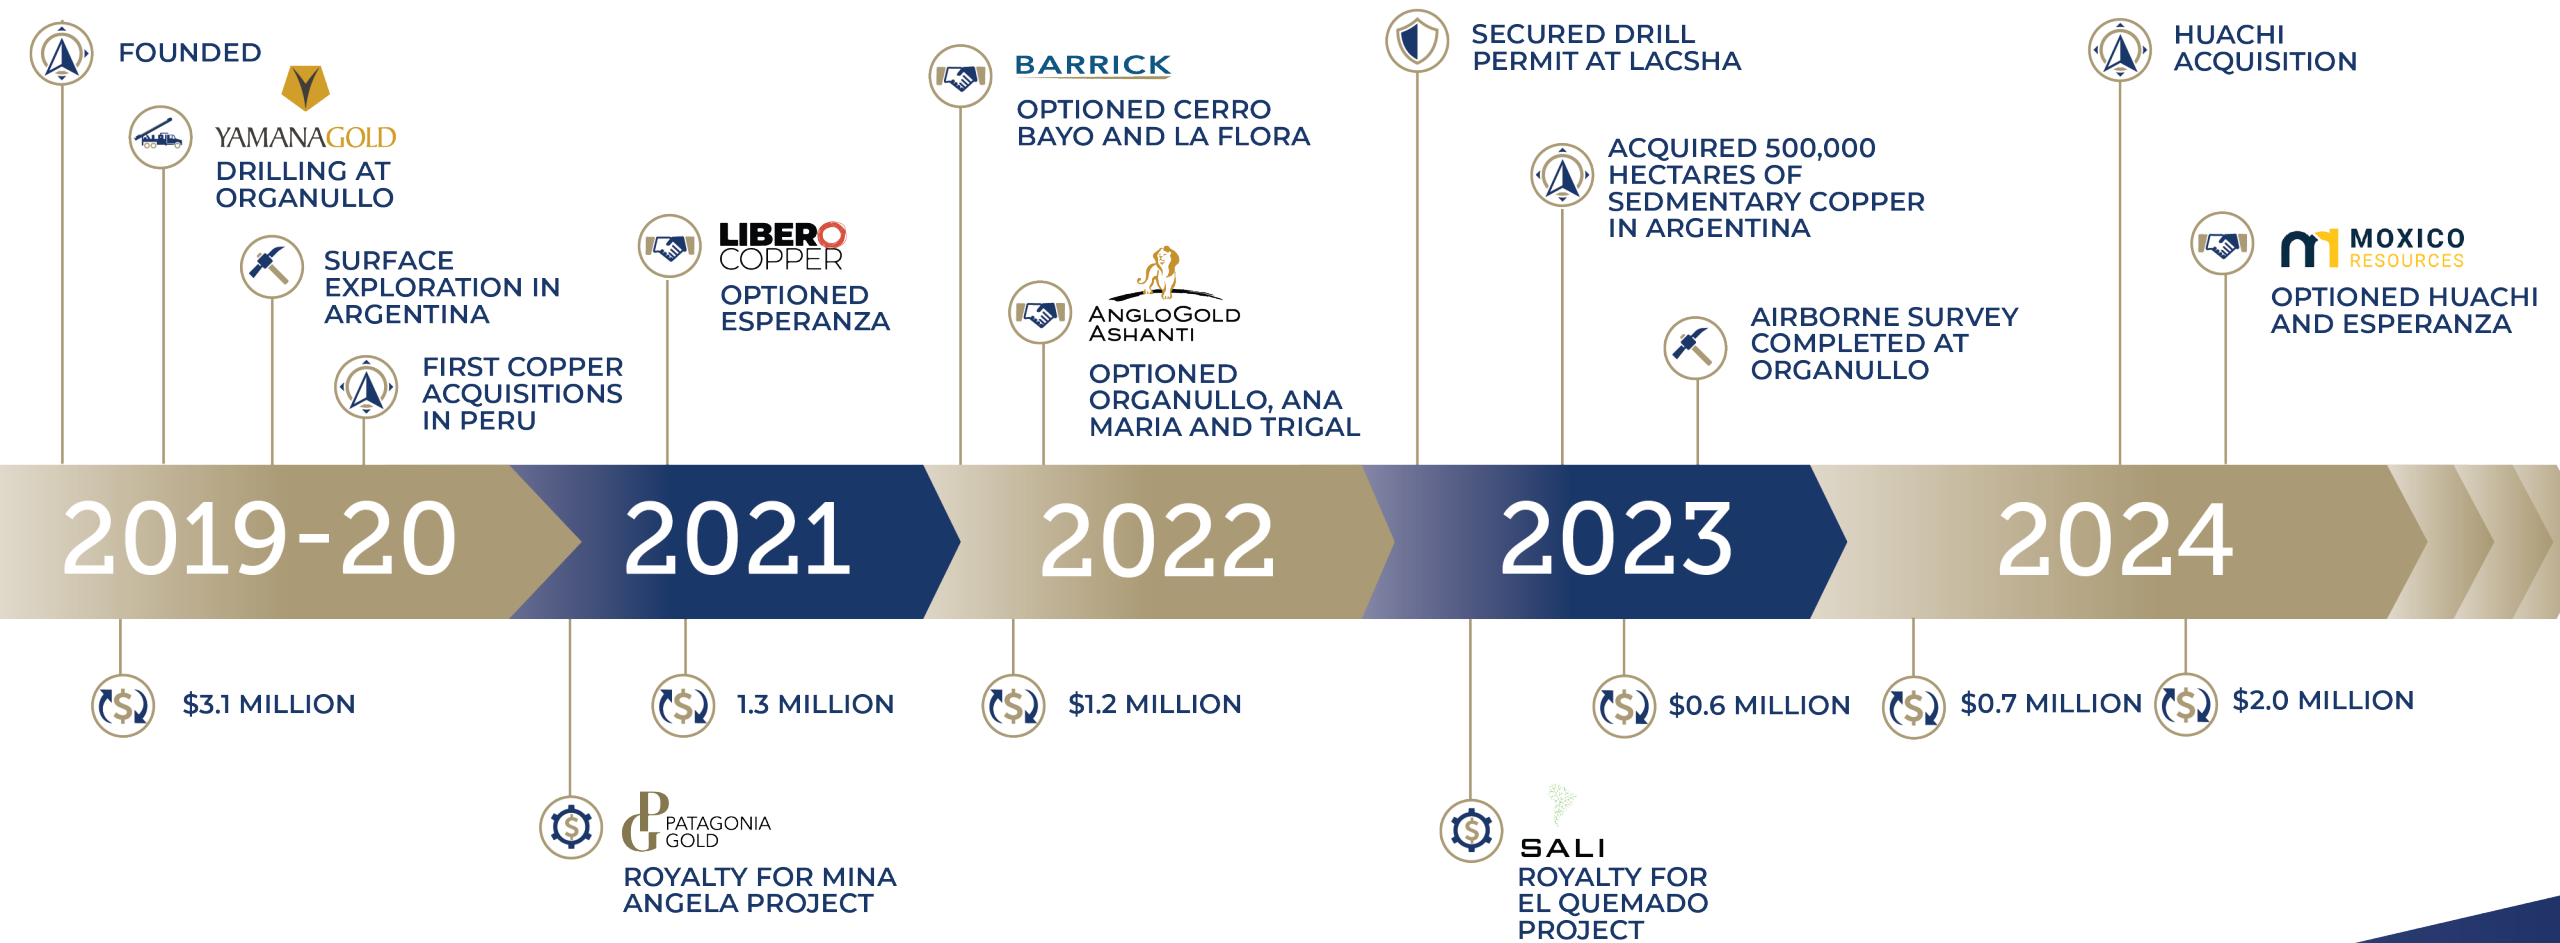 FOUNDED
YAMANAGOLD
DRILLING AT
ORGANULLO
SURFACE
EXPLORATION IN
ARGENTINA
FIRST COPPER
ACQUISITIONS
IN PERU
LIBERO
COPPER
OPTIONED
ESPERANZA
BARRICK
OPTIONED CERRO
BAYO AND LA FLORA
ANGLOGOLD
ASHANTI
OPTIONED
ORGANULLO, ANA
MARIA AND TRIGAL
SECURED DRILL
PERMIT AT LACSHA
ACQUIRED 500,000
HECTARES OF
SEDMENTARY COPPER
IN ARGENTINA
AIRBORNE SURVEY
COMPLETED AT
ORGANULLO
HUACHI
ACQUISITION
MOXICO
RESOURCES
OPTIONED HUACHI
AND ESPERANZA
2019-20
2021
2022
2023
2024
$3.1 MILLION
1.3 MILLION
$1.2 MILLION
$0.6 MILLION
$0.7 MILLION
$2.0 MILLION
PATAGONIA
GOLD
ROYALTY FOR MINA
ANGELA PROJECT
SALI
ROYALTY FOR
EL QUEMADO
PROJECT